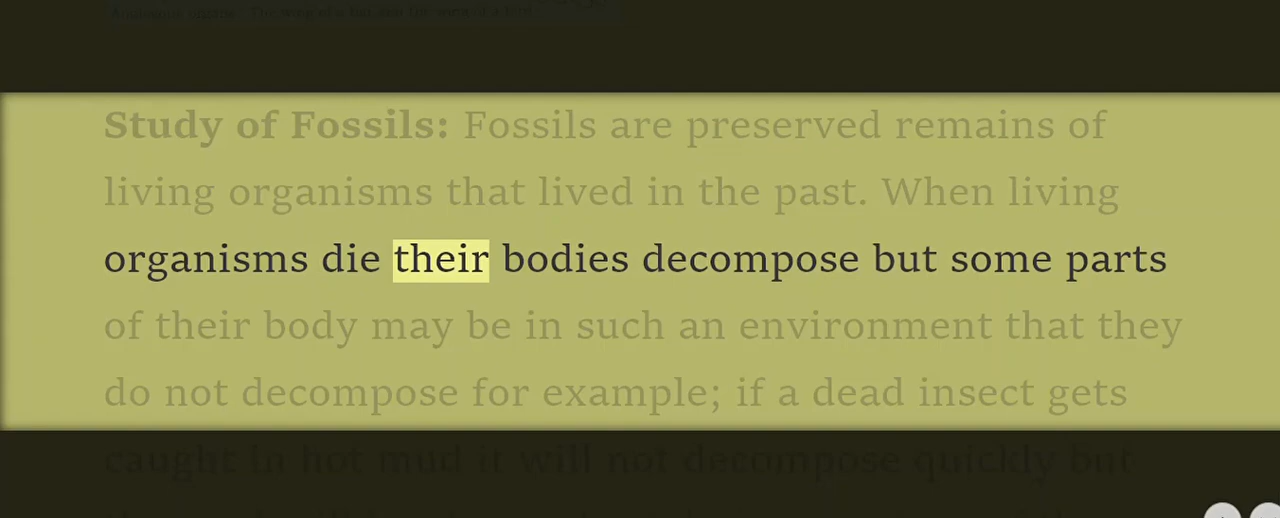 Study of Fossils: Fossils are preserved remains of
living organisms that lived in the past. When living
organisms die their bodies decompose but some parts
of their body may be in such an environment that they
do not decompose for example; if a dead insect gets
caught in hot mud it will not decompose quickly but